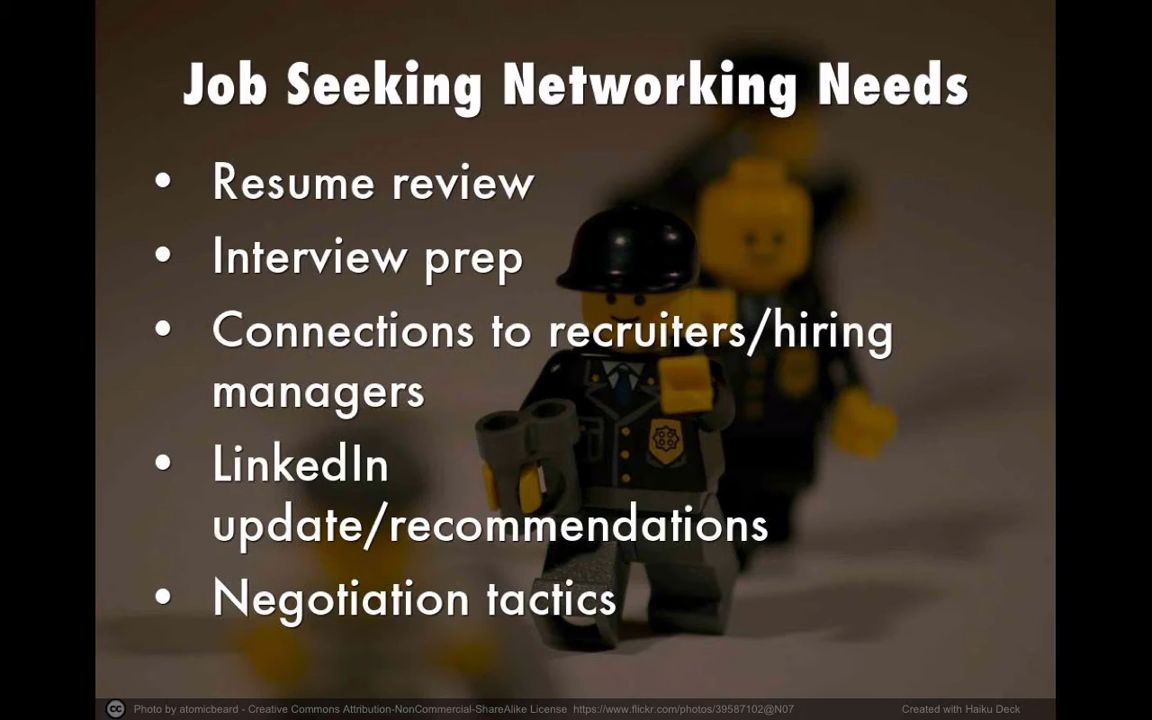 Job Seeking Networking Needs
• Resume review
• Interview prep
• Connections to recruiters/hiring
managers
• LinkedIn
update/recommendations
• Negotiation tactics
cc Photo by atomicbeard - Creative Commons Attribution-NonCommercial-ShareAlike License https://www.flickr.com/photos/39587102@N07 Created with Haiku Deck